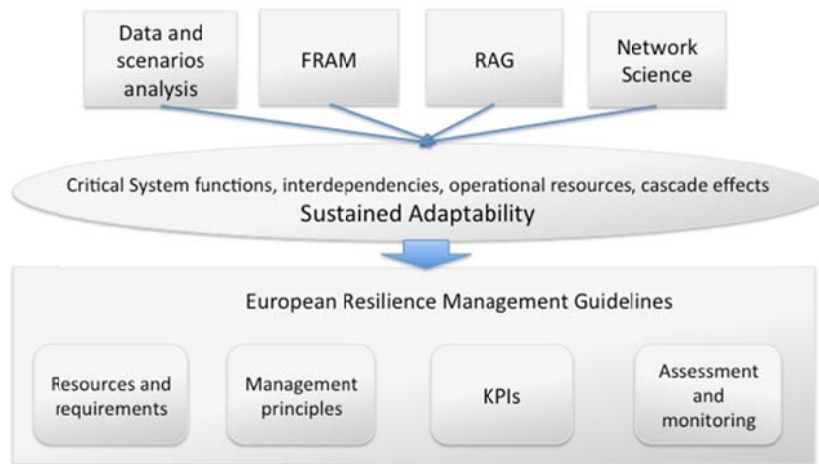 Data and
scenarios
analysis
FRAM
RAG
Network
Science
Critical System functions, interdependencies, operational resources, cascade effects
Sustained Adaptability
European Resilience Management Guidelines
Resources and
requirements
Management
principles
KPIs
Assessment
and
monitoring